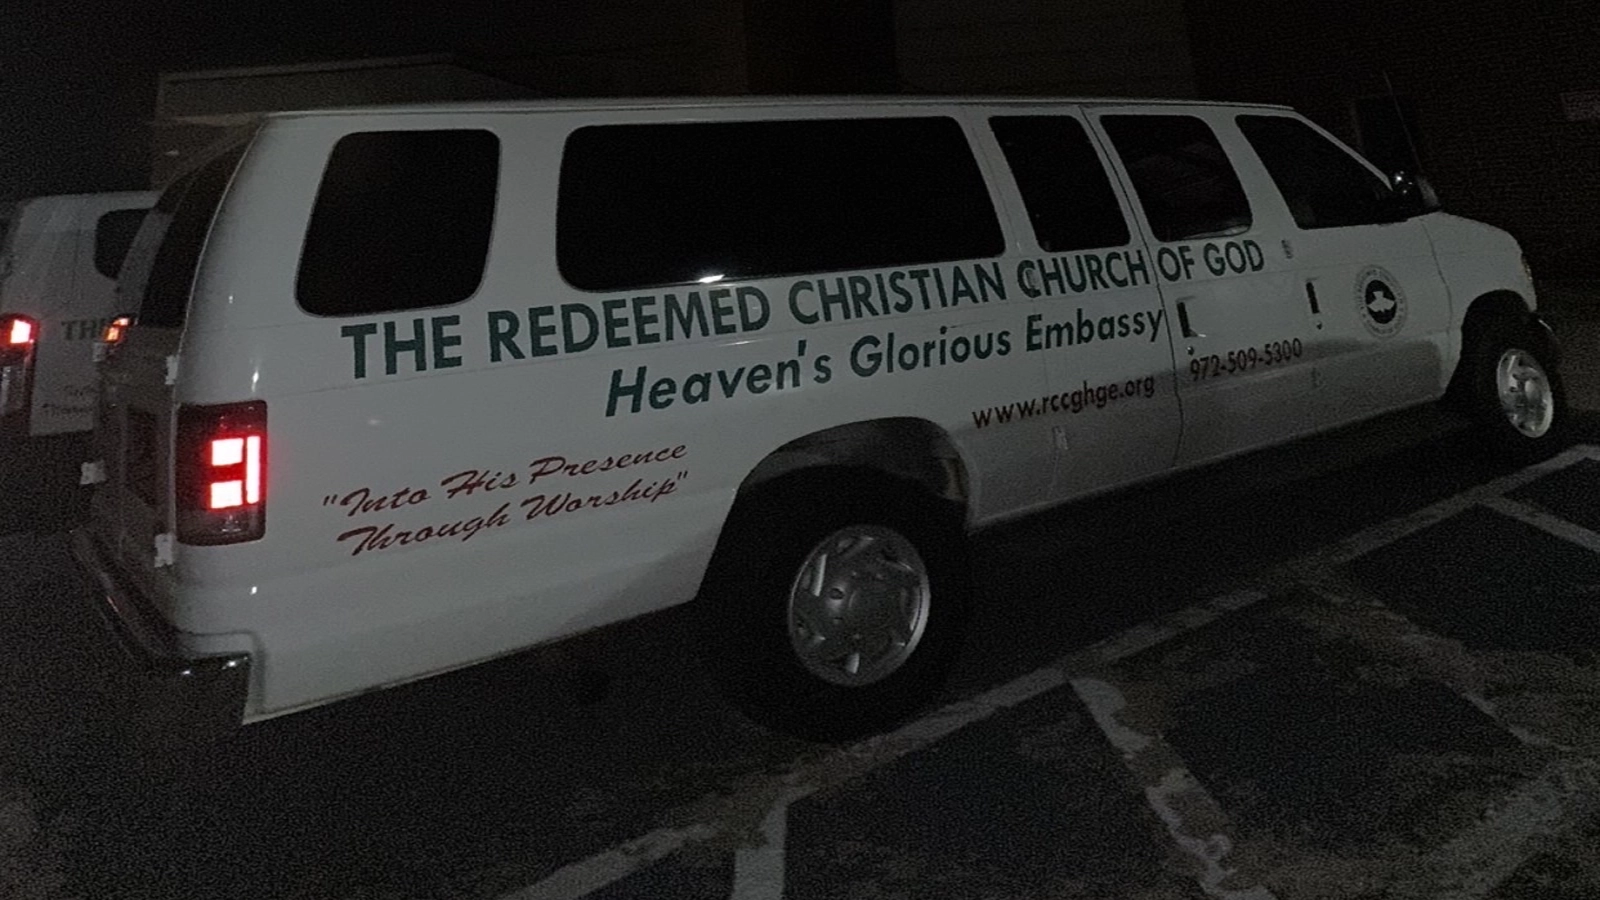 THE REDEEMED CHRISTIAN CHURCH OF GOD
Heaven's Glorious Embassy
972-509-5300
www.rccghge.org
"Into His Presence
Through Worship"
TH